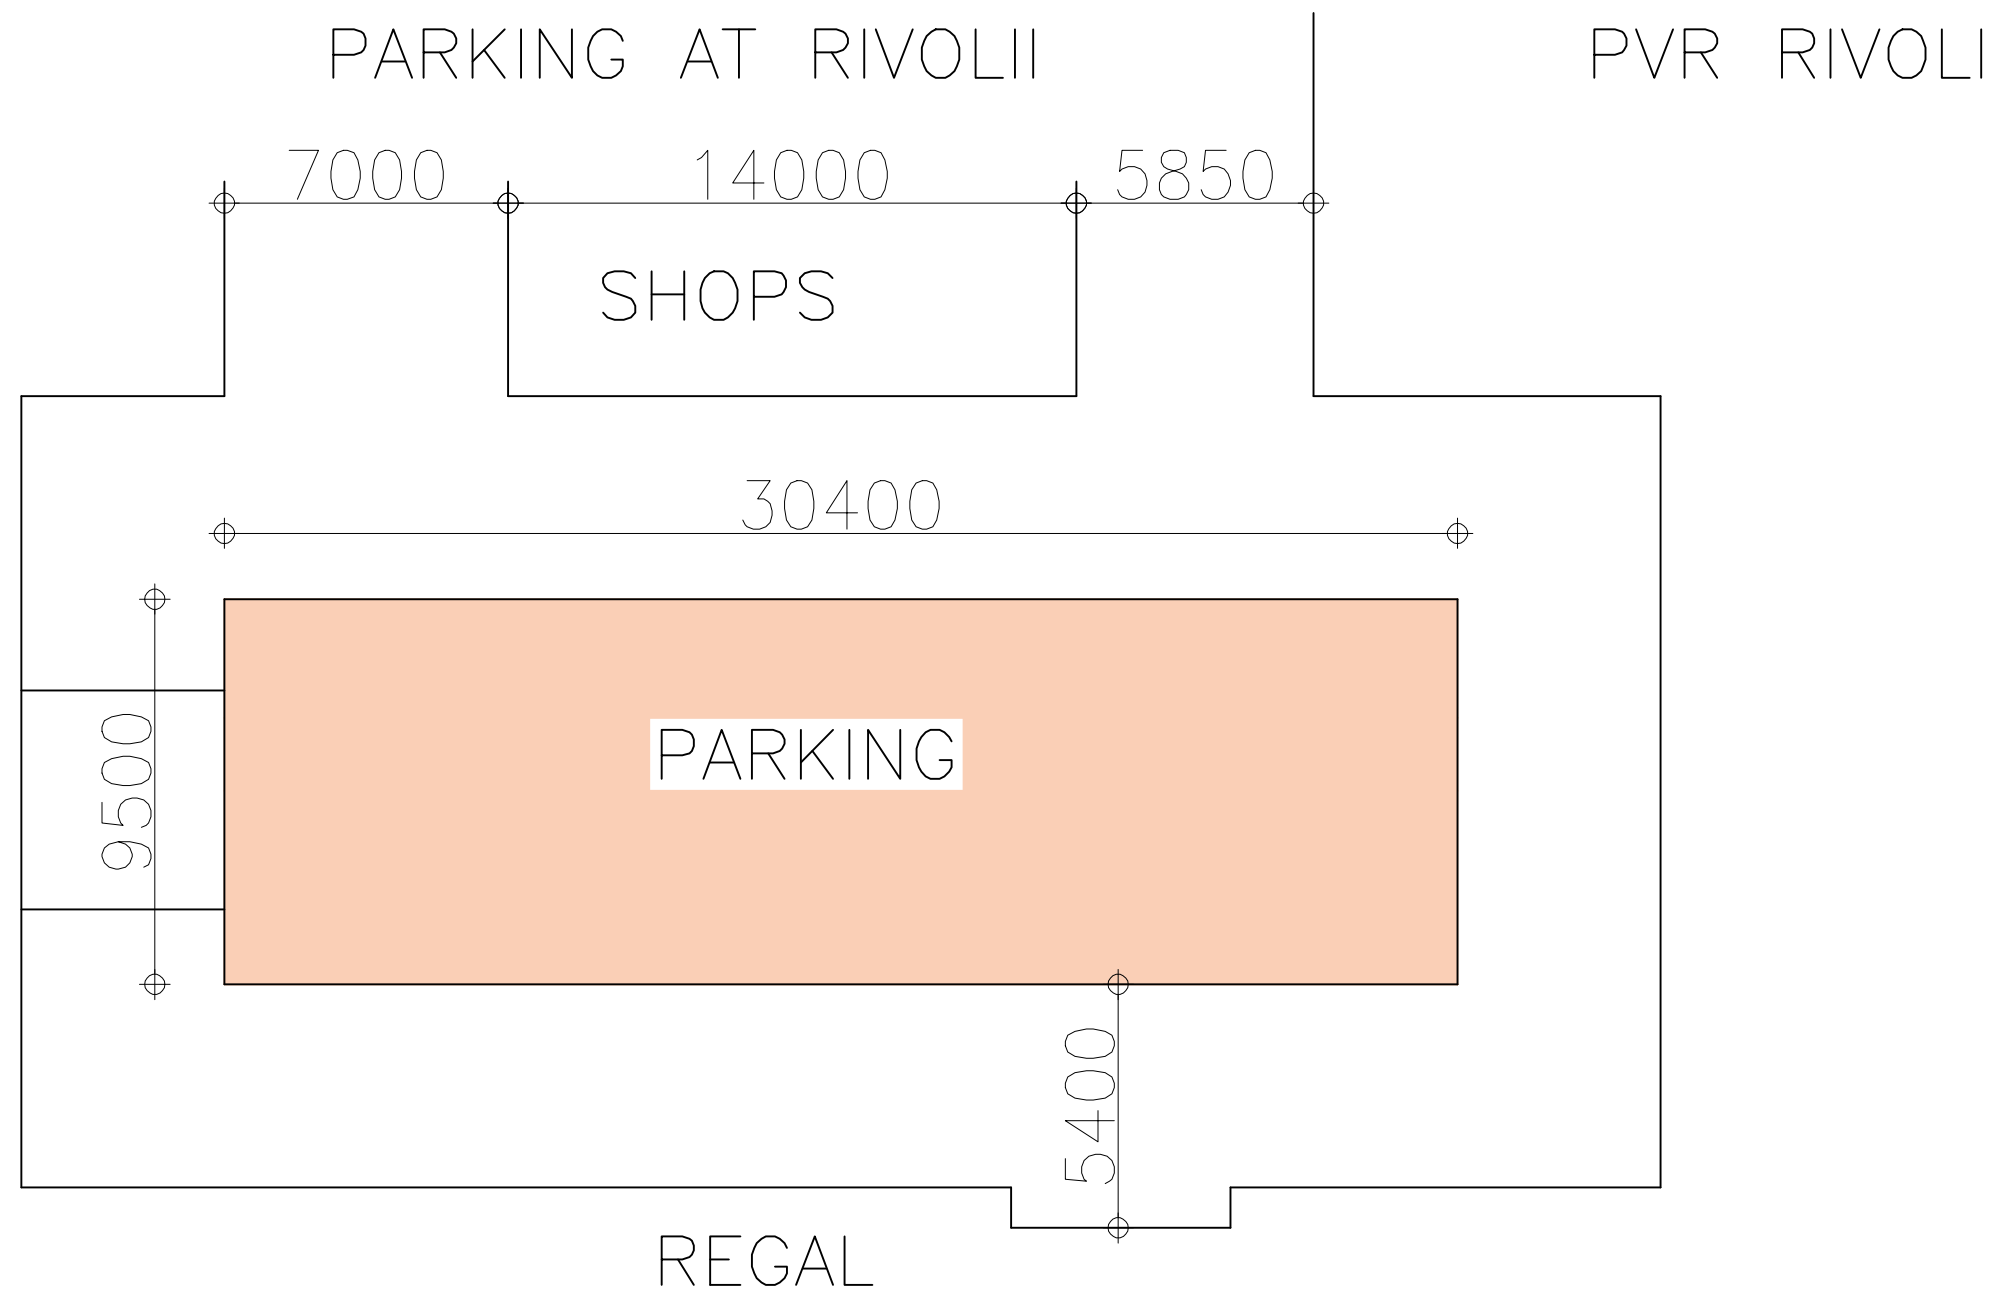 PARKING AT RIVOLII
PVR RIVOLI
7000
14000
5850
SHOPS
30400
9500
PARKING
5400
REGAL